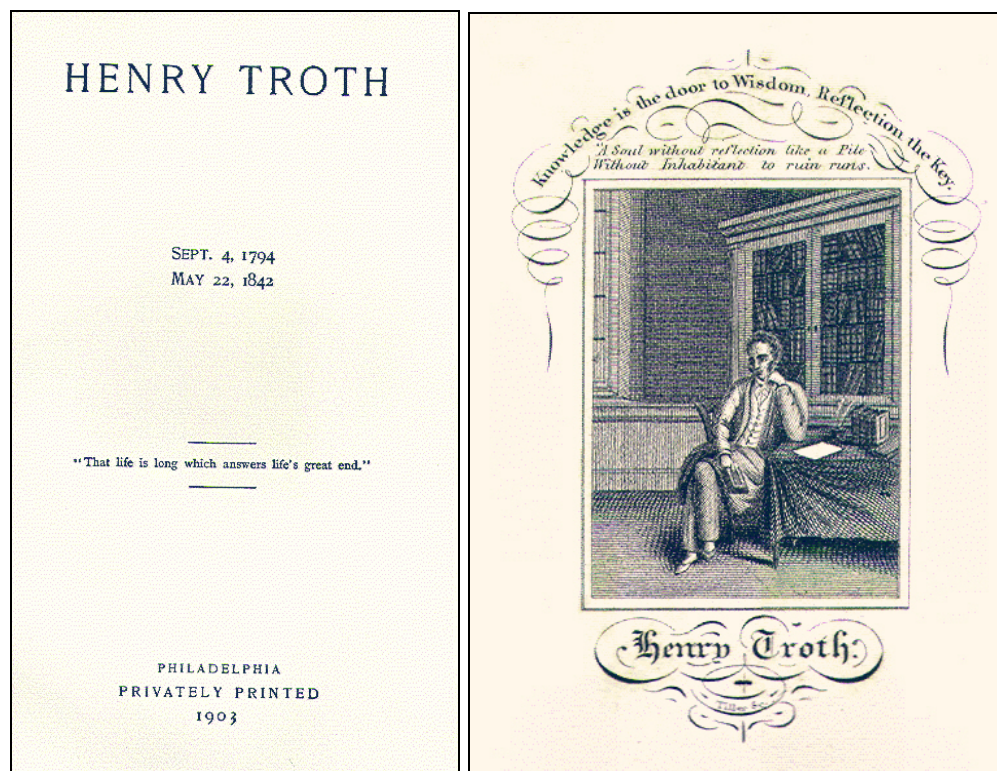 HENRY TROTH
SEPT. 4, 1794
MAY 22, 1842
"That life is long which answers life's great end."
PHILADELPHIA
PRIVATELY PRINTED
1903
Knowledge is the door to Wisdom, Reflection the Key.
"A Soul without reflection like a Pile
Without Inhabitant to ruin runs.
Henry Troth.